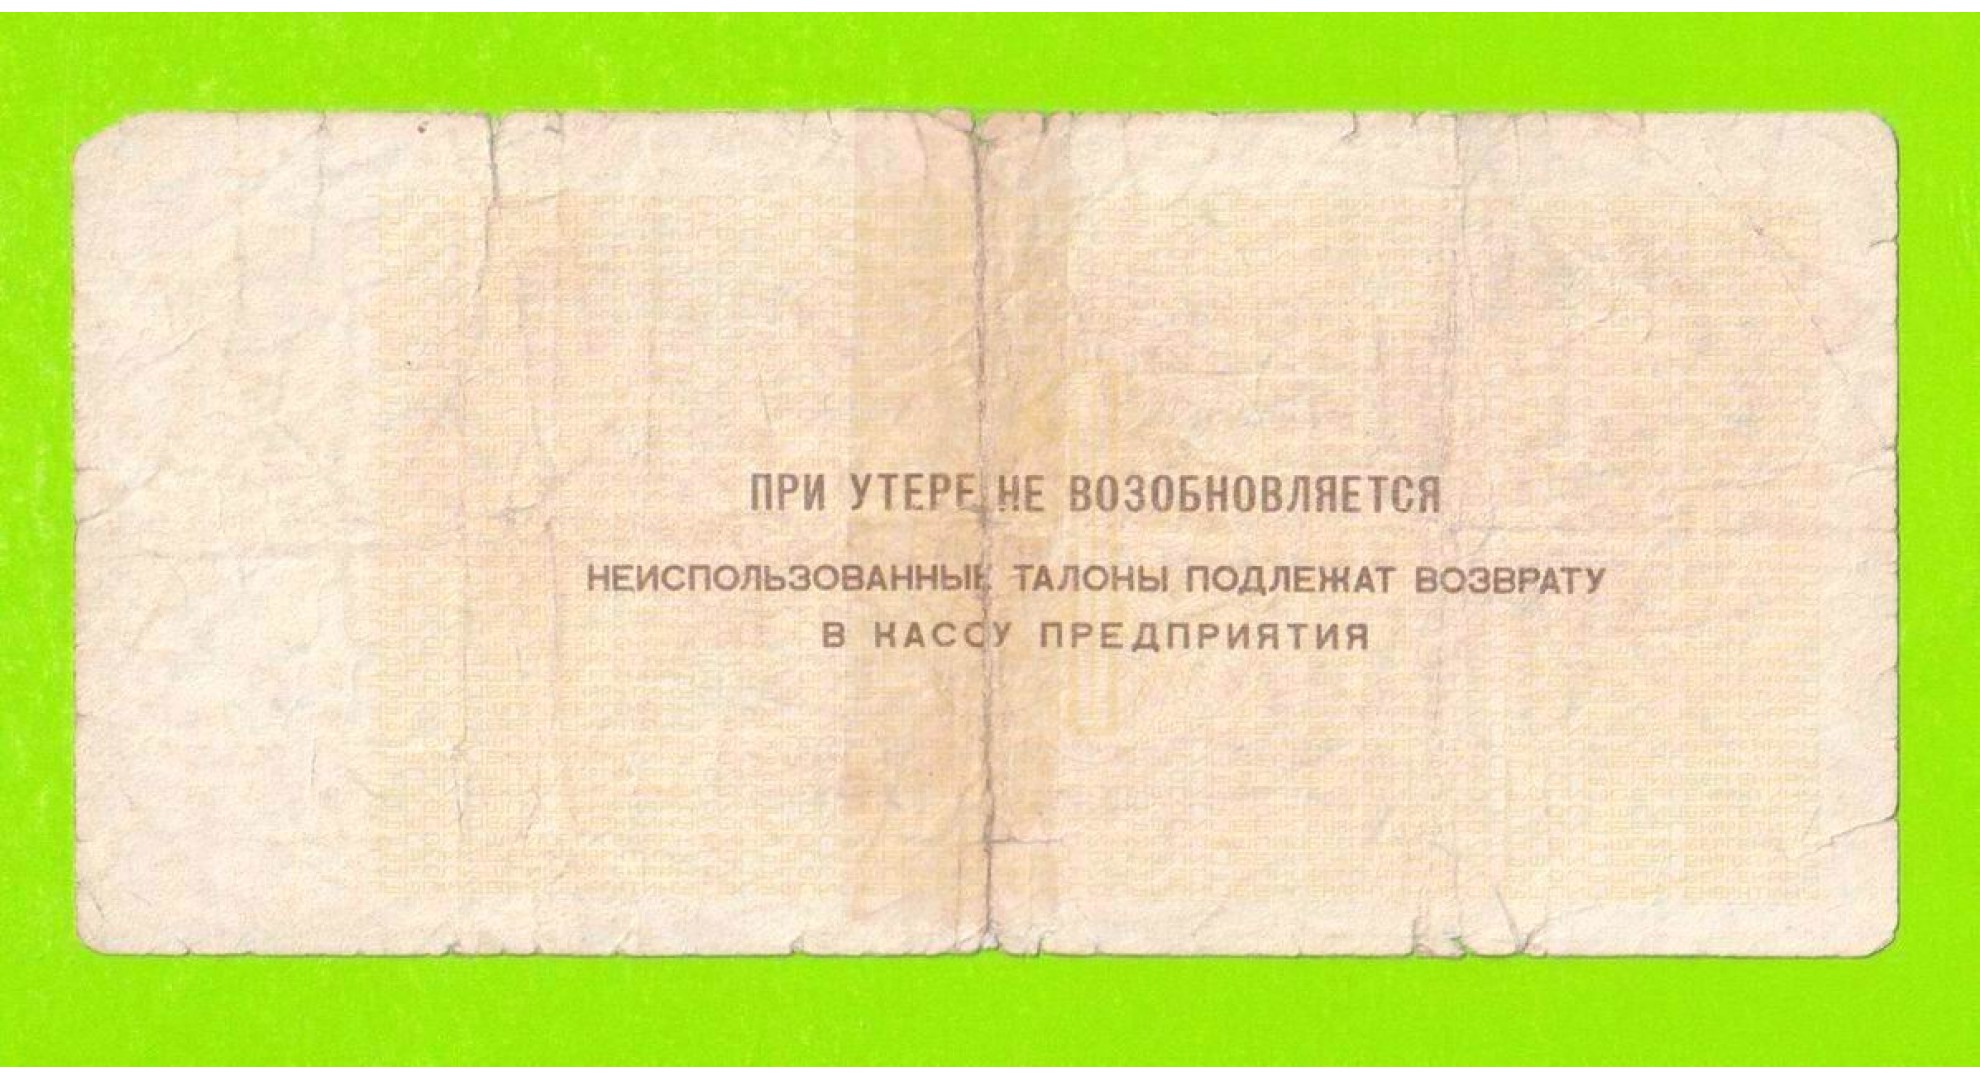 ПРИ УТЕРЕ НЕ ВОЗОБНОВЛЯЕТСЯ
НЕИСПОЛЬЗОВАННЫЕ ТАЛОНЫ ПОДЛЕЖАТ ВОЗВРАТУ
В КАССУ ПРЕДПРИЯТИЯ